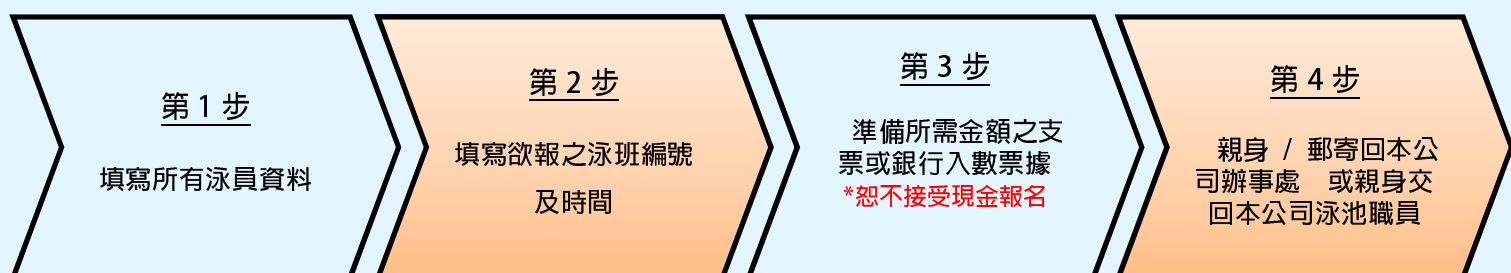 第 1 步
填寫所有泳員資料
第 2 步
填寫欲報之泳班編號
及時間
第 3 步
準備所需金額之支
票或銀行入數票據
*恕不接受現金報名
第 4 步
親身 / 郵寄回本公
司辦事處 或親身交
回本公司泳池職員